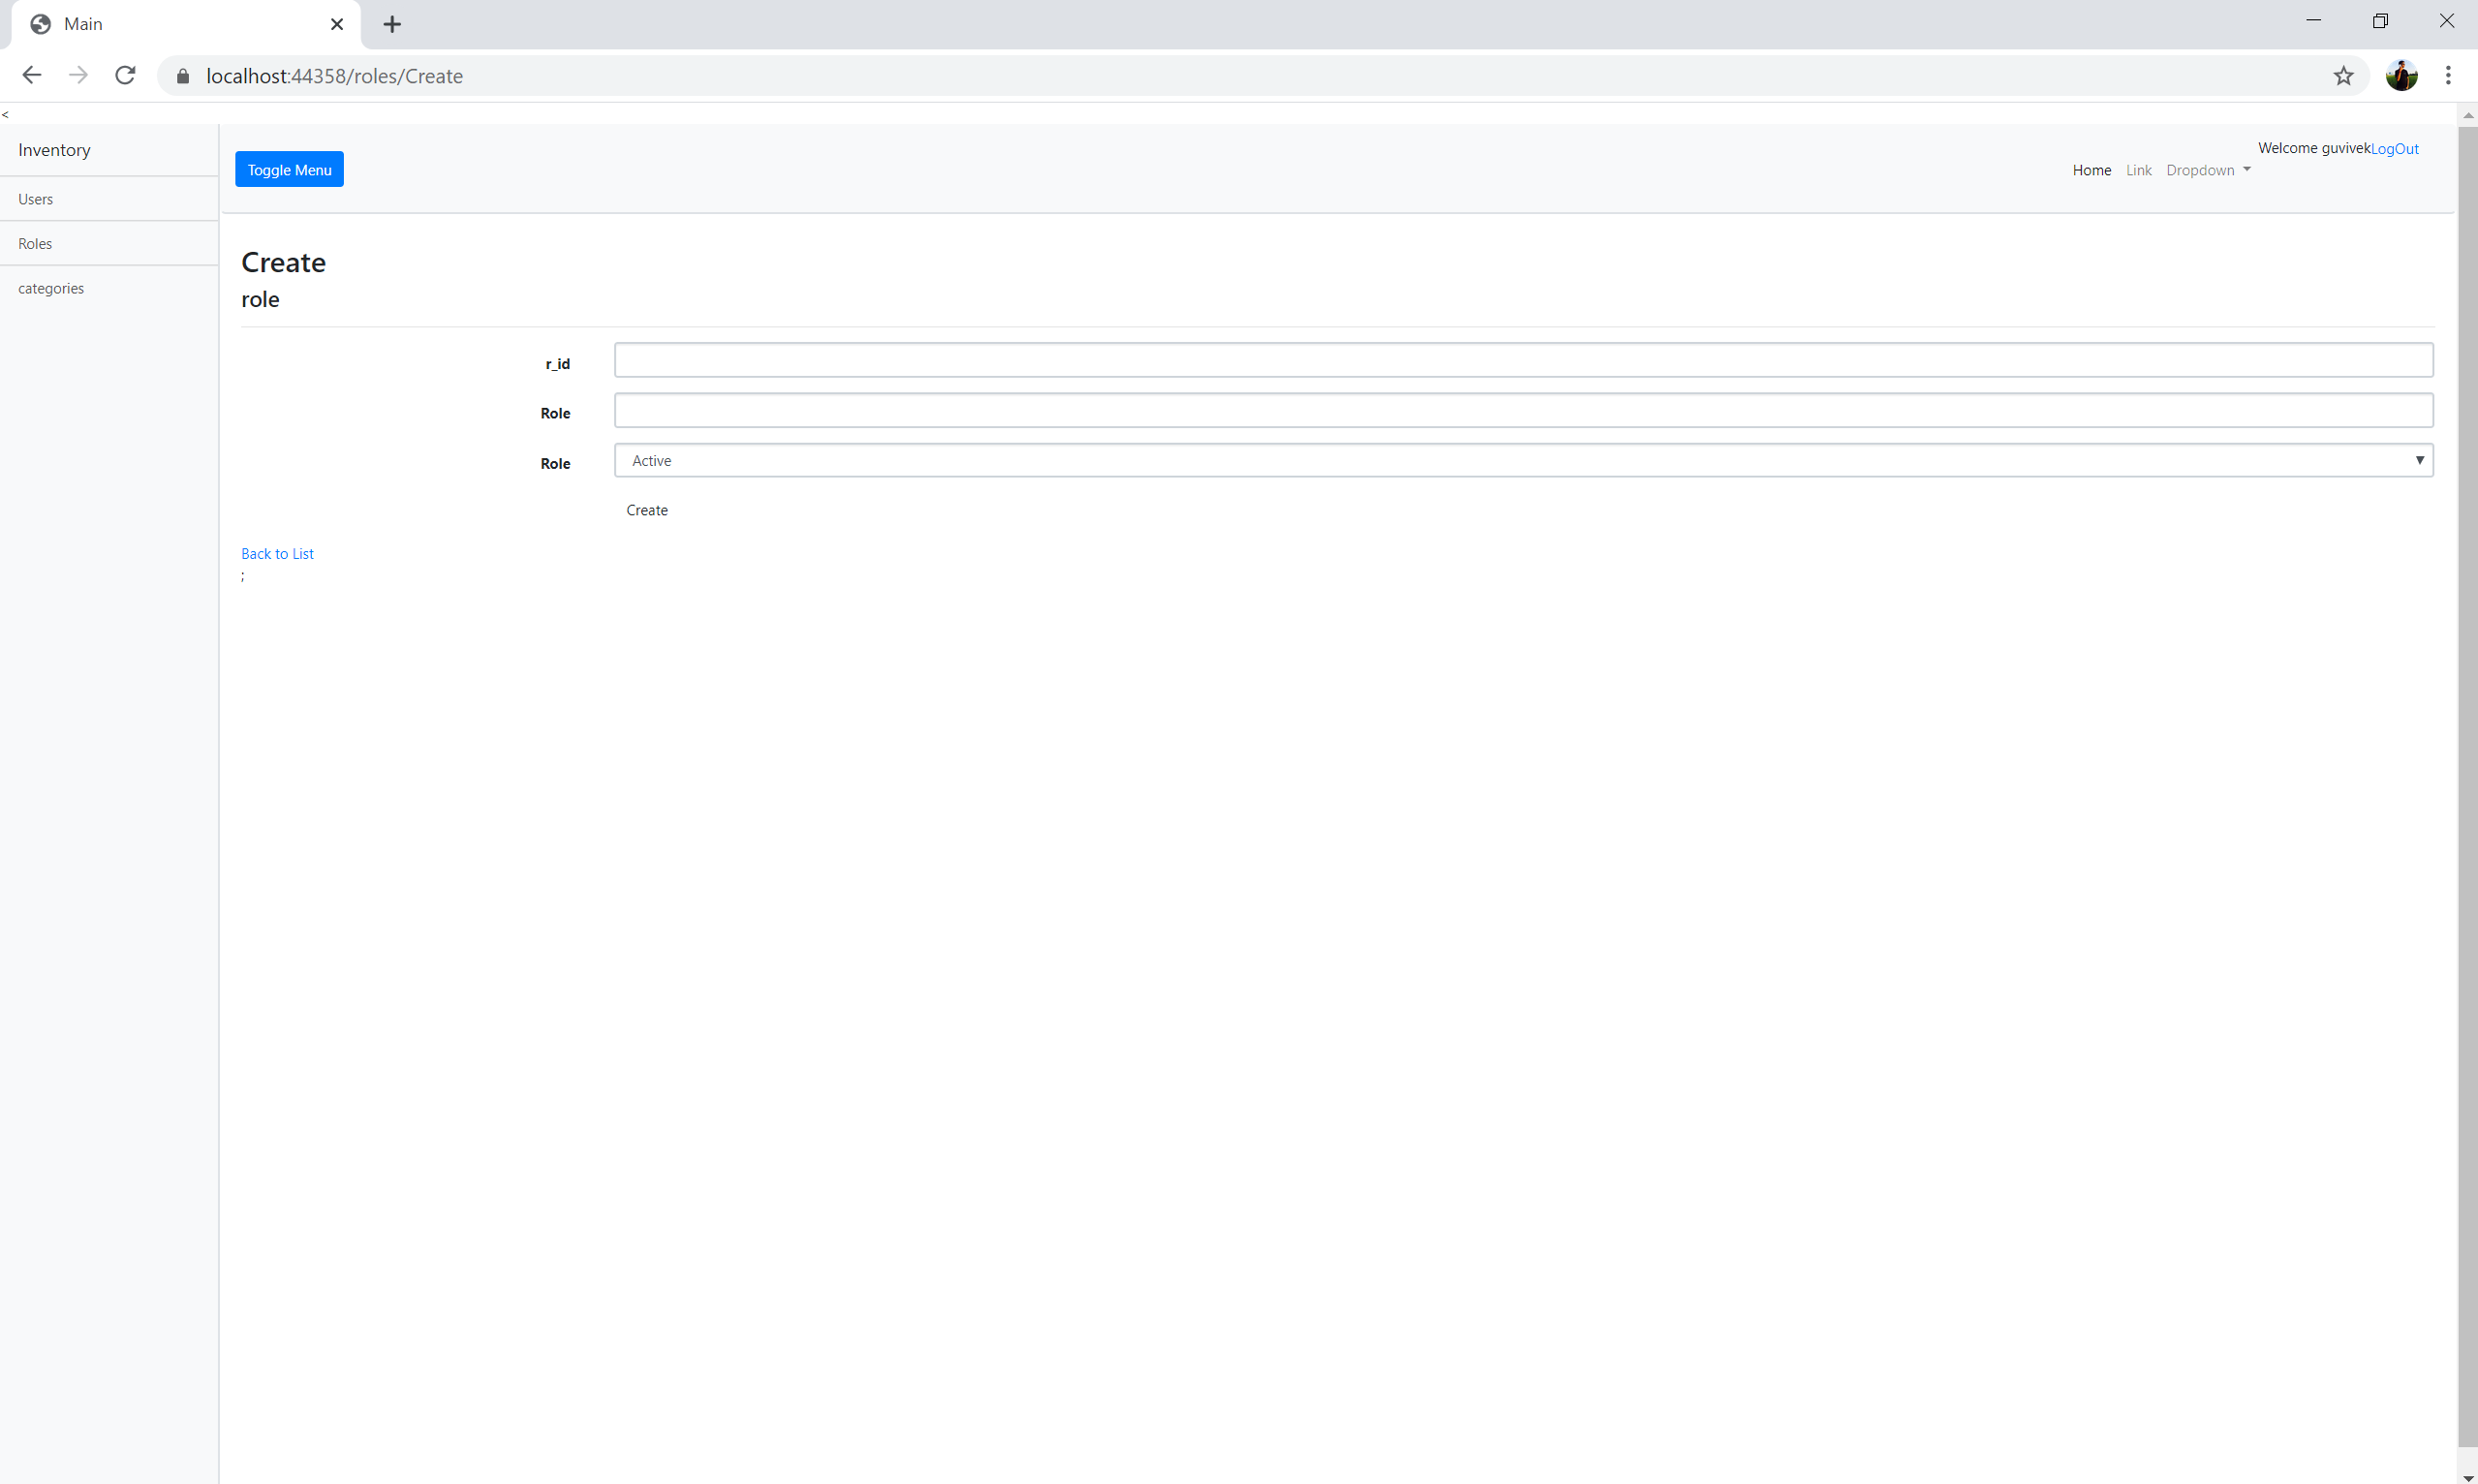 Main
localhost:44358/roles/Create
<
Inventory
Users
Roles
categories
Toggle Menu
Home Link Dropdown
Welcome guvivekLogOut
Create
role
r_id
Role
Role Active
Create
Back to List
;